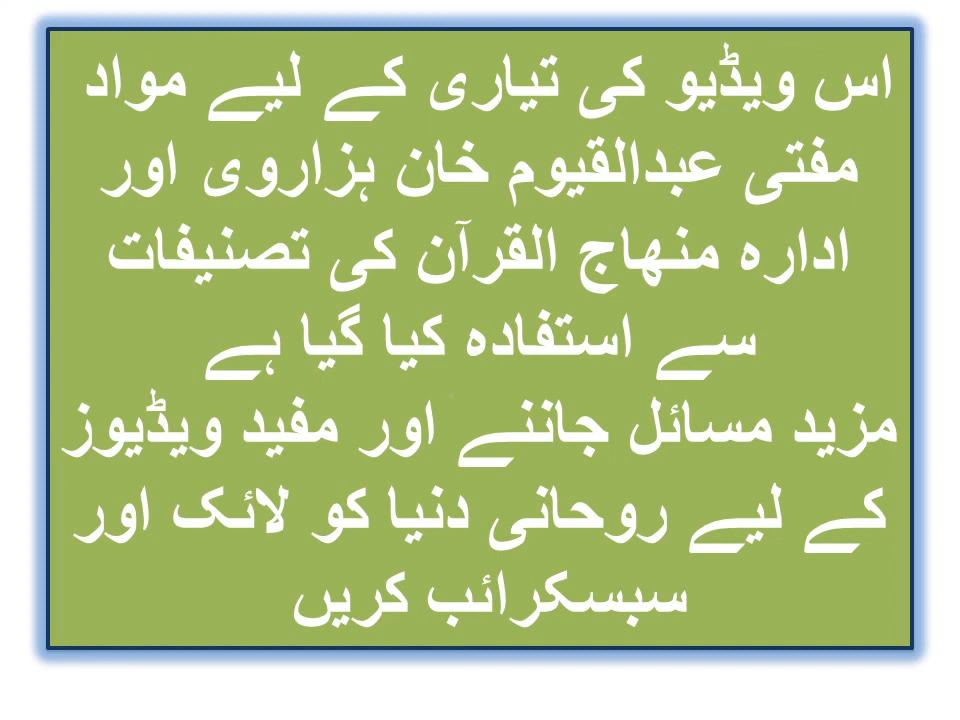 اس ویڈیو کی تیاری کے لیے مواد
مفتی عبدالقیوم خان ہزاروی اور
ادارہ منھاج القرآن کی تصنیفات
سے استفادہ کیا گیا ہے
مزید مسائل جاننے اور مفید ویڈیوز
کے لیے روحانی دنیا کو لائک اور
سبسکرائب کریں